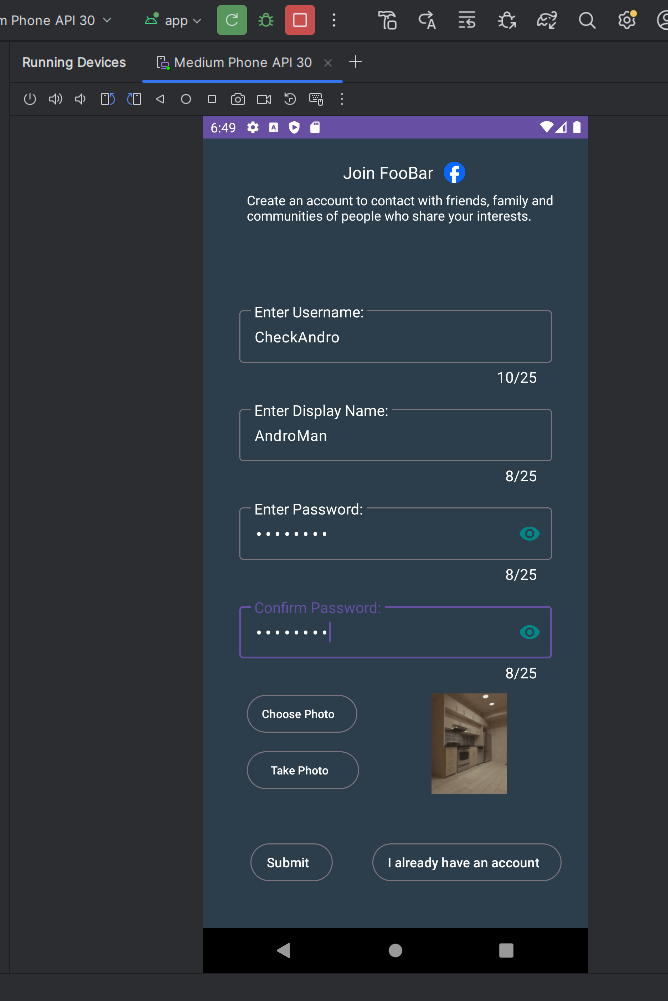 Phone API 30
app
Running Devices
Medium Phone API 30
6:49
Join FooBar
Create an account to contact with friends, family and
communities of people who share your interests.
Enter Username:
CheckAndro
10/25
Enter Display Name:
AndroMan
8/25
Enter Password:
••••••••
8/25
Confirm Password:
••••••••
8/25
Choose Photo
Take Photo
Submit
I already have an account